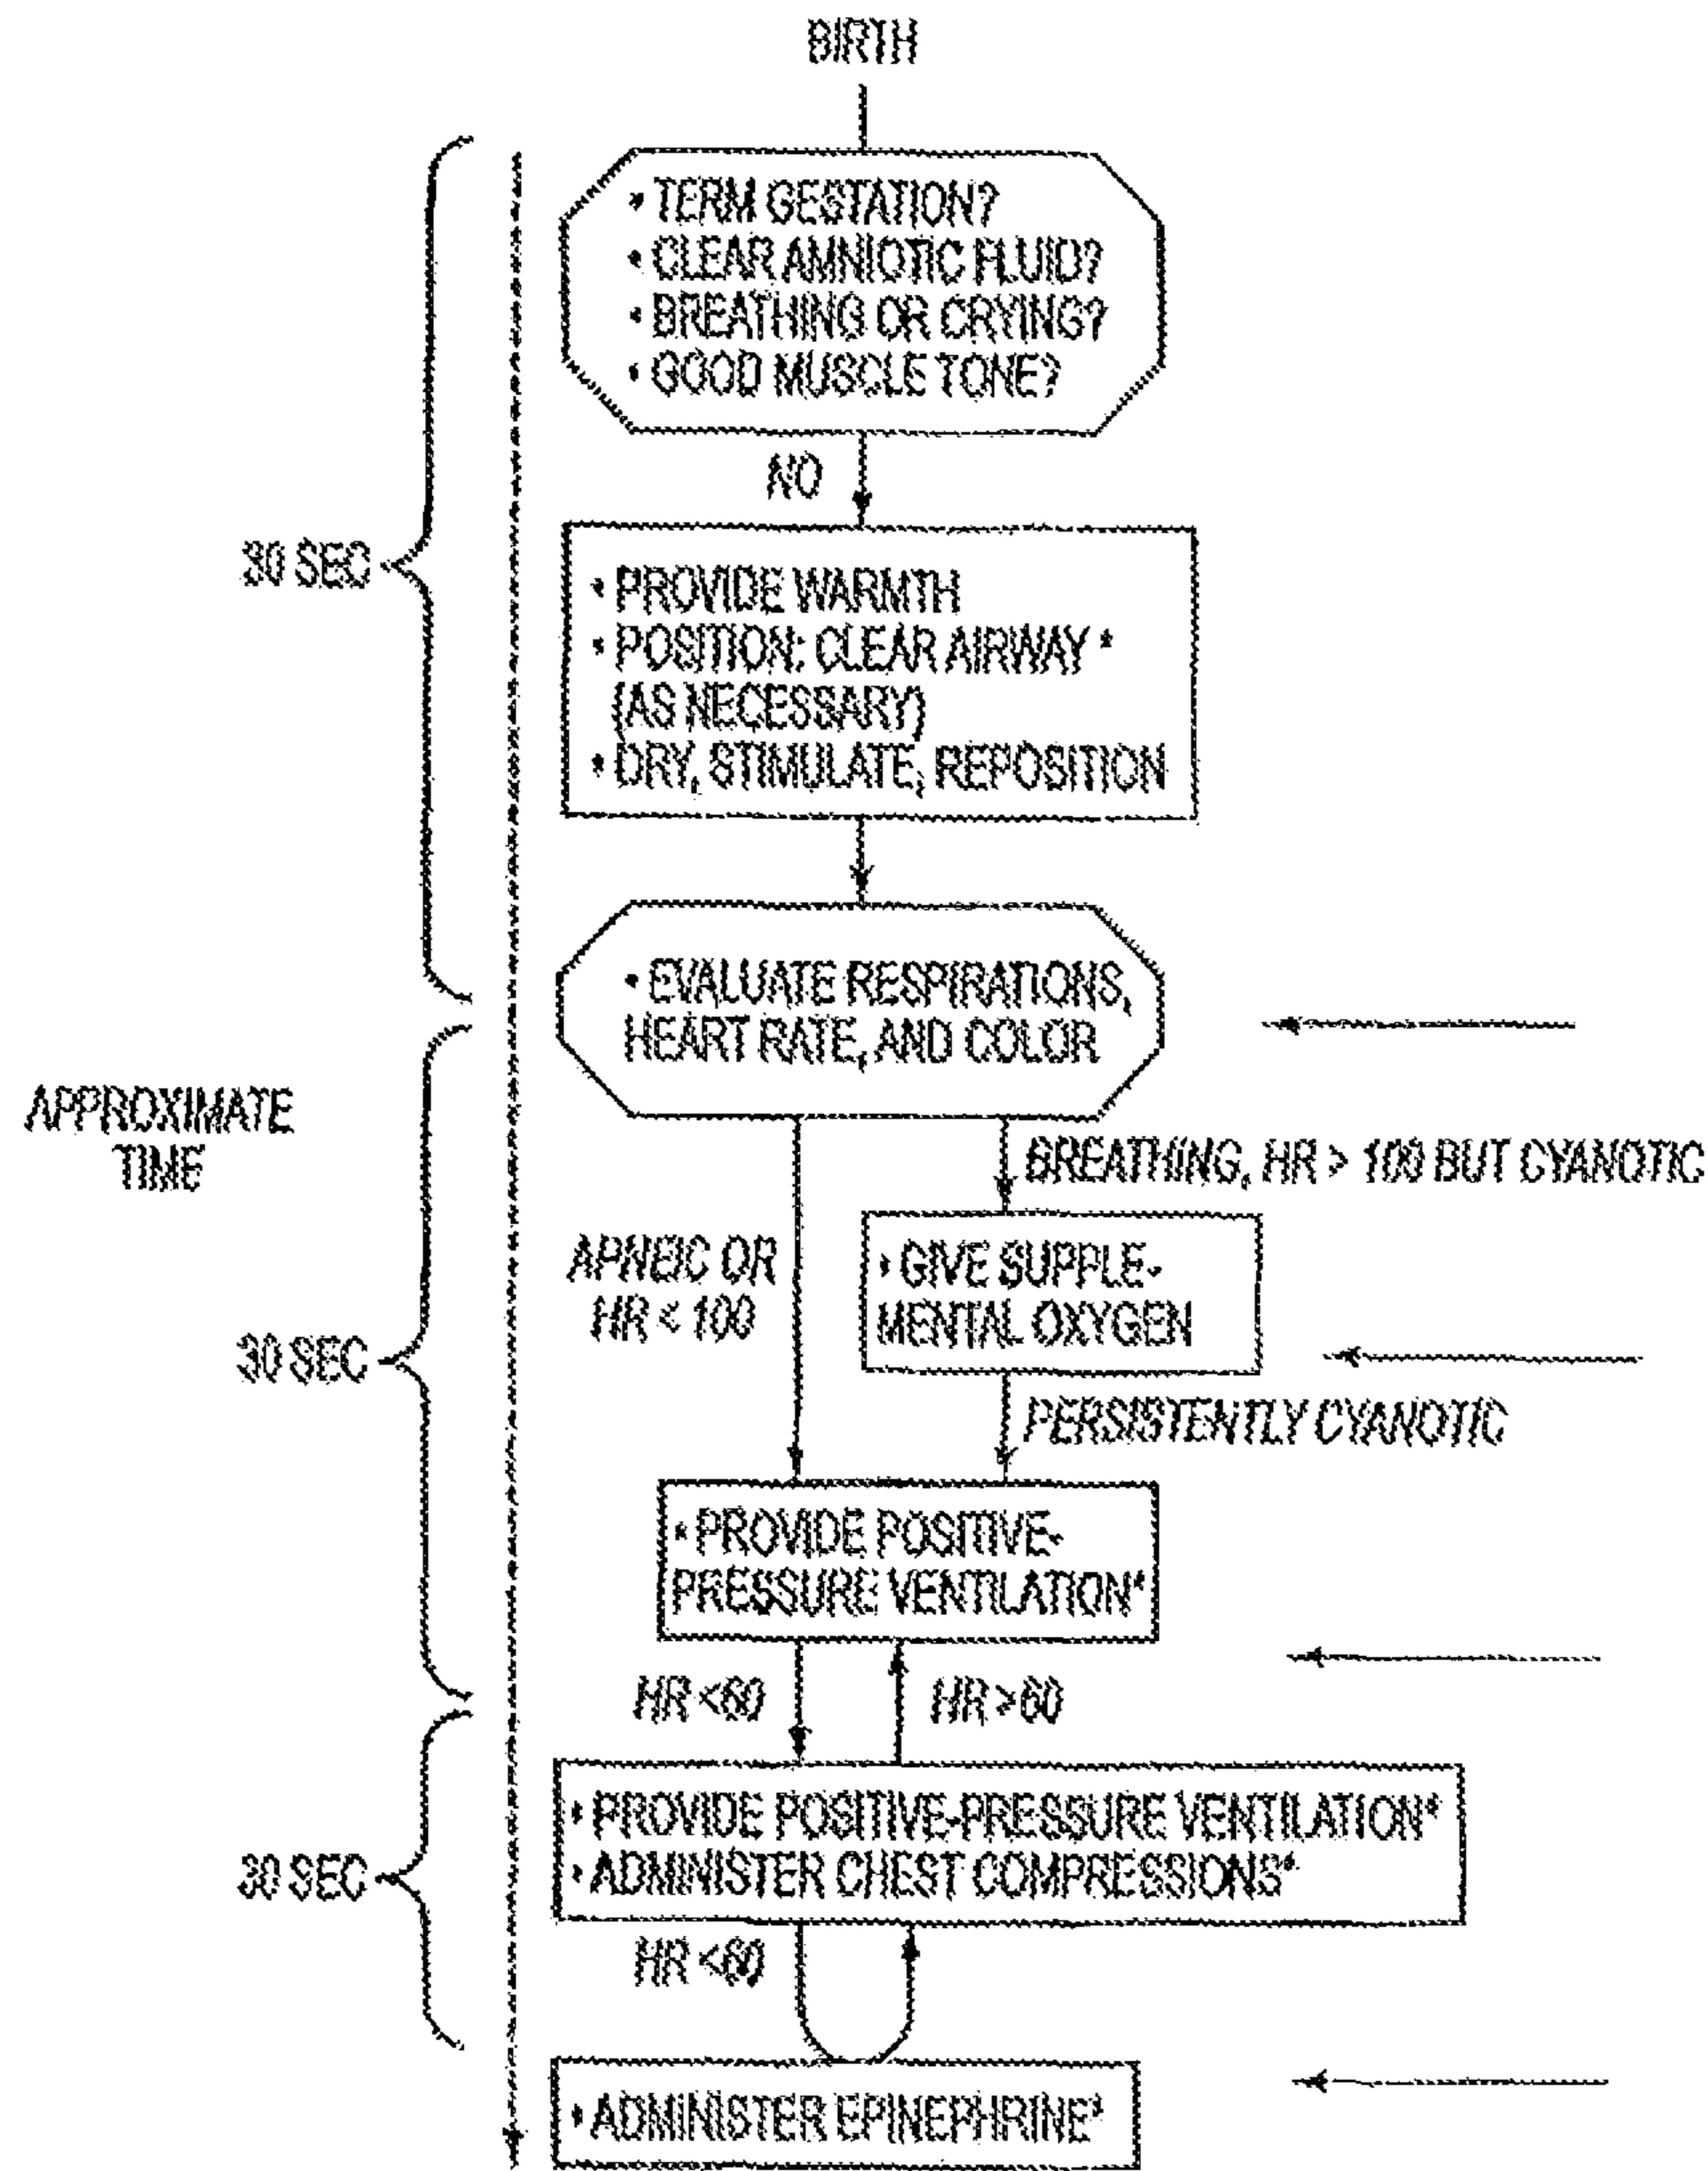 BIRTH
• TERM GESTATION?
• CLEAR AMNIOTIC FLUID?
• BREATHING OR CRYING?
• GOOD MUSCLE TONE?
NO
30 SEC
• PROVIDE WARMTH
• POSITION: CLEAR AIRWAY *
(AS NECESSARY)
• DRY, STIMULATE, REPOSITION
• EVALUATE RESPIRATIONS,
HEART RATE, AND COLOR
APPROXIMATE
TIME
BREATHING, HR > 100 BUT CYANOTIC
APNEIC OR
HR < 100
• GIVE SUPPLE-
MENTAL OXYGEN
30 SEC
PERSISTENTLY CYANOTIC
• PROVIDE POSITIVE-
PRESSURE VENTILATION*
HR <60
HR >60
• PROVIDE POSITIVE-PRESSURE VENTILATION*
• ADMINISTER CHEST COMPRESSIONS*
30 SEC
HR <60
• ADMINISTER EPINEPHRINE*